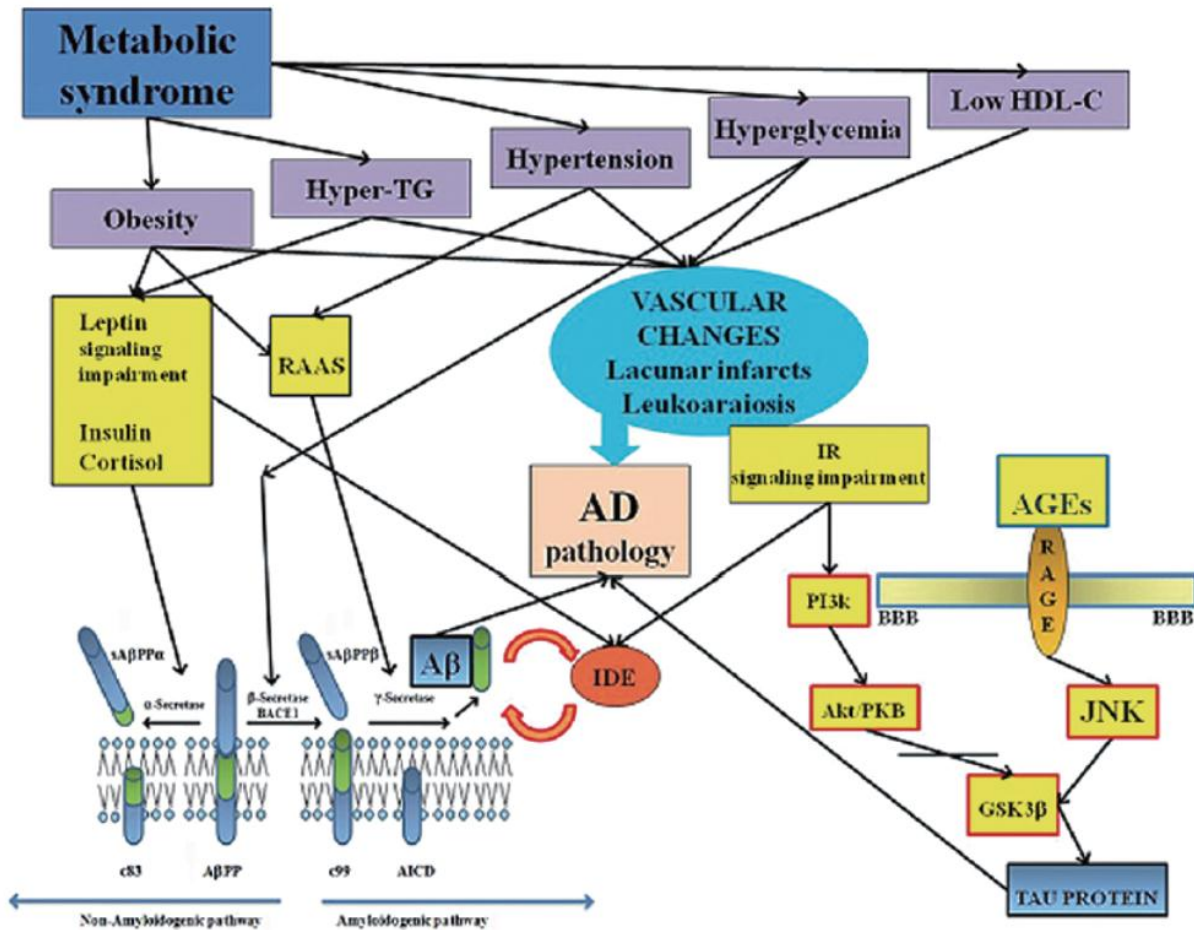 Metabolic
syndrome
Low HDL-C
Hyperglycemia
Hypertension
Hyper-TG
Obesity
Leptin
signaling
impairment
Insulin
Cortisol
RAAS
VASCULAR
CHANGES
Lacunar infarcts
Leukoaraiosis
IR
signaling impairment
AD
pathology
AGEs
RAGE
BBB
BBB
PI3k
IDE
Akt/PKB
JNK
GSK3β
TAU PROTEIN
sAβPPα
sAβPPβ
Aβ
α-Secretase
β-Secretase
BACE1
γ-Secretase
c83
AβPP
c99
AICD
Non-Amyloidogenic pathway
Amyloidogenic pathway